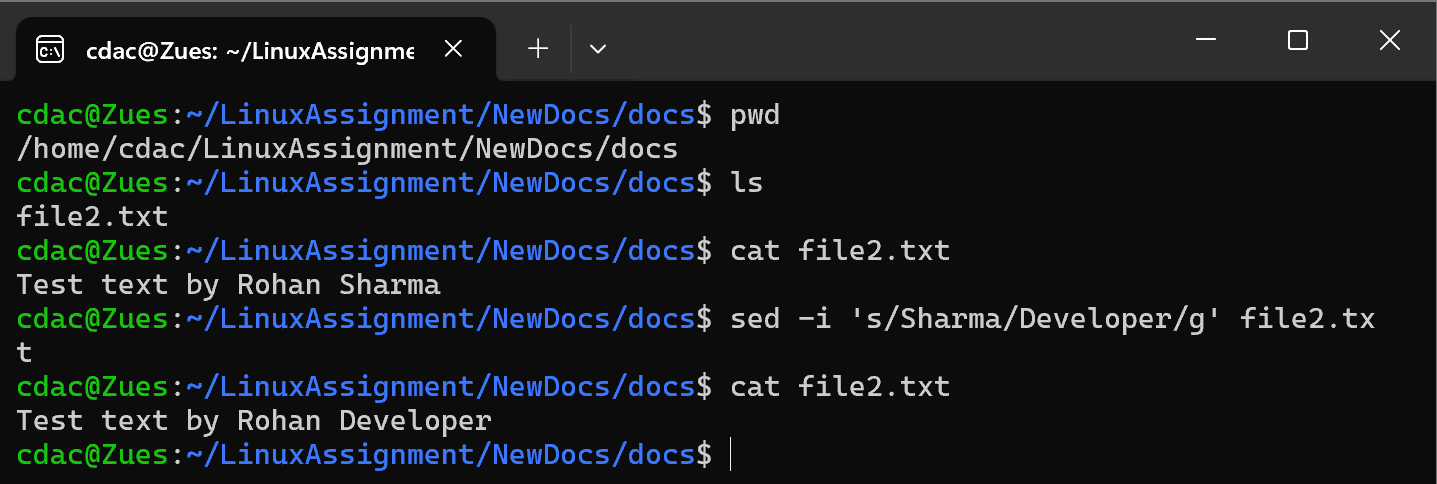 cdac@Zues: ~/LinuxAssignme
cdac@Zues:~/LinuxAssignment/NewDocs/docs$ pwd
/home/cdac/LinuxAssignment/NewDocs/docs
cdac@Zues:~/LinuxAssignment/NewDocs/docs$ ls
file2.txt
cdac@Zues:~/LinuxAssignment/NewDocs/docs$ cat file2.txt
Test text by Rohan Sharma
cdac@Zues:~/LinuxAssignment/NewDocs/docs$ sed -i 's/Sharma/Developer/g' file2.tx
t
cdac@Zues:~/LinuxAssignment/NewDocs/docs$ cat file2.txt
Test text by Rohan Developer
cdac@Zues:~/LinuxAssignment/NewDocs/docs$